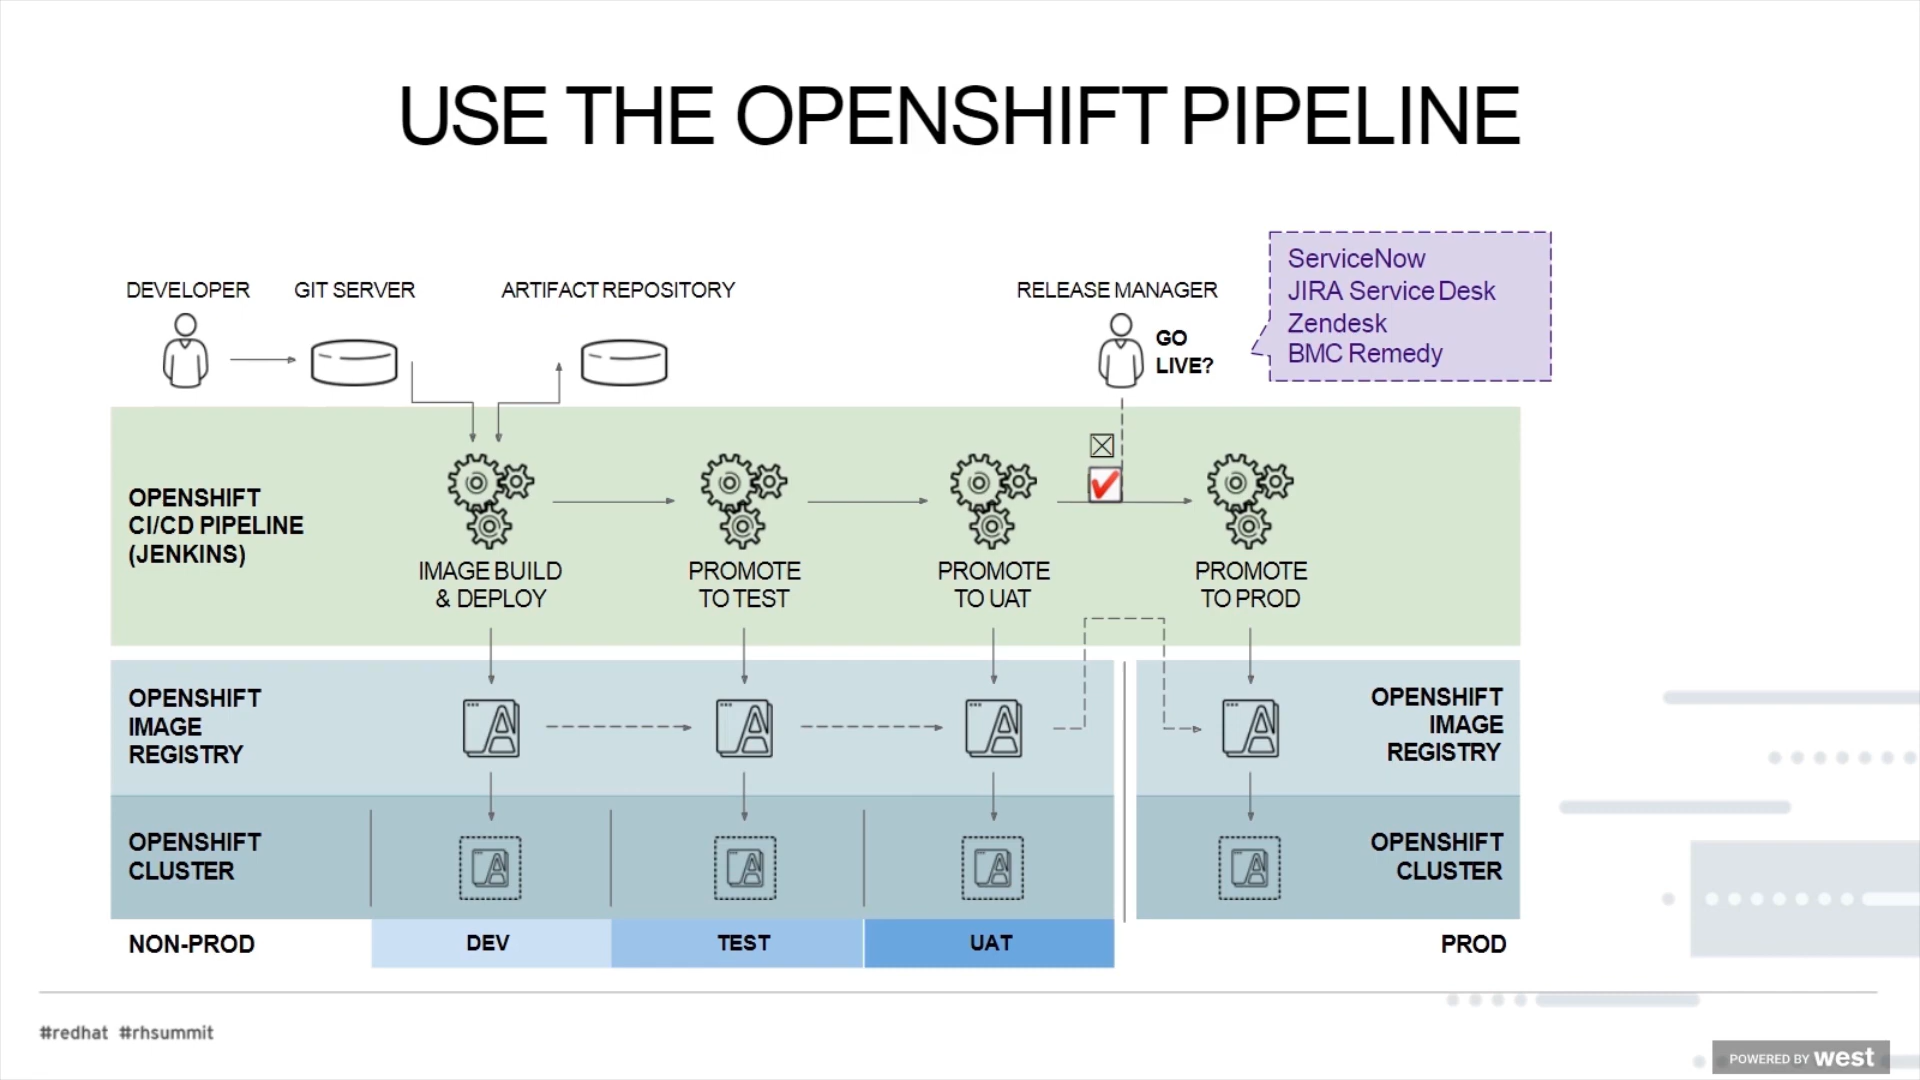 USE THE OPENSHIFT PIPELINE
ServiceNow
JIRA Service Desk
Zendesk
BMC Remedy
DEVELOPER
GIT SERVER
ARTIFACT REPOSITORY
RELEASE MANAGER
GO
LIVE?
OPENSHIFT
CI/CD PIPELINE
(JENKINS)
IMAGE BUILD
& DEPLOY
PROMOTE
TO TEST
PROMOTE
TO UAT
PROMOTE
TO PROD
OPENSHIFT
IMAGE
REGISTRY
OPENSHIFT
IMAGE
REGISTRY
OPENSHIFT
CLUSTER
OPENSHIFT
CLUSTER
NON-PROD
DEV
TEST
UAT
PROD
#redhat #rhsummit
POWERED BY west